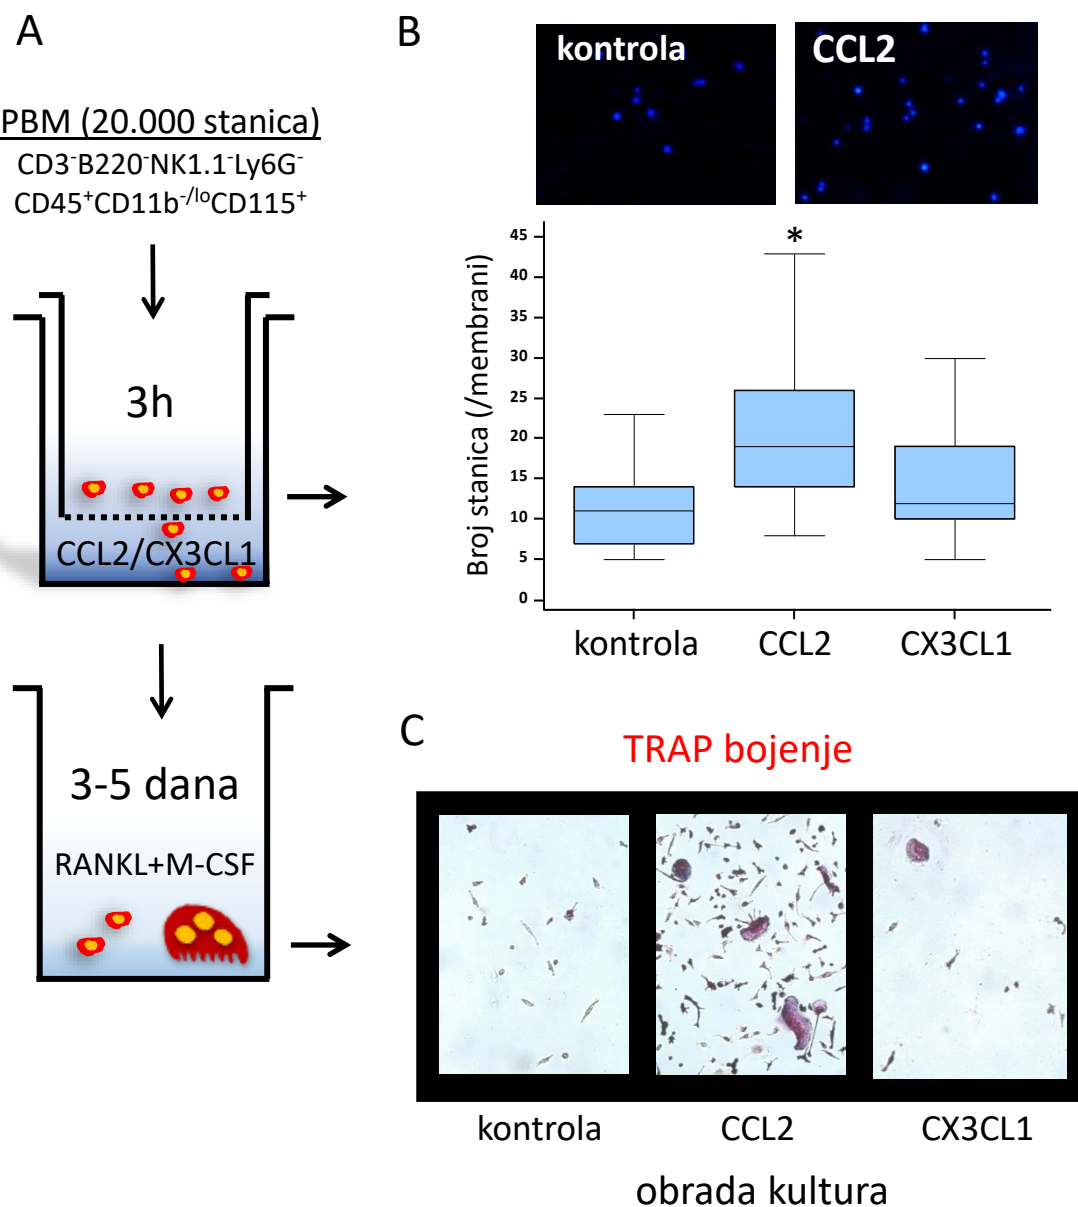 A
PBM (20.000 stanica)
CD3⁻B220⁻NK1.1⁻Ly6G⁻
CD45⁺CD11b⁻/ˡᵒCD115⁺
3h
CCL2/CX3CL1
3-5 dana
RANKL+M-CSF
B
kontrola
CCL2
Broj stanica (/membrani)
45
40
35
30
25
20
15
10
5
0
*
kontrola
CCL2
CX3CL1
C
TRAP bojenje
kontrola
CCL2
CX3CL1
obrada kultura